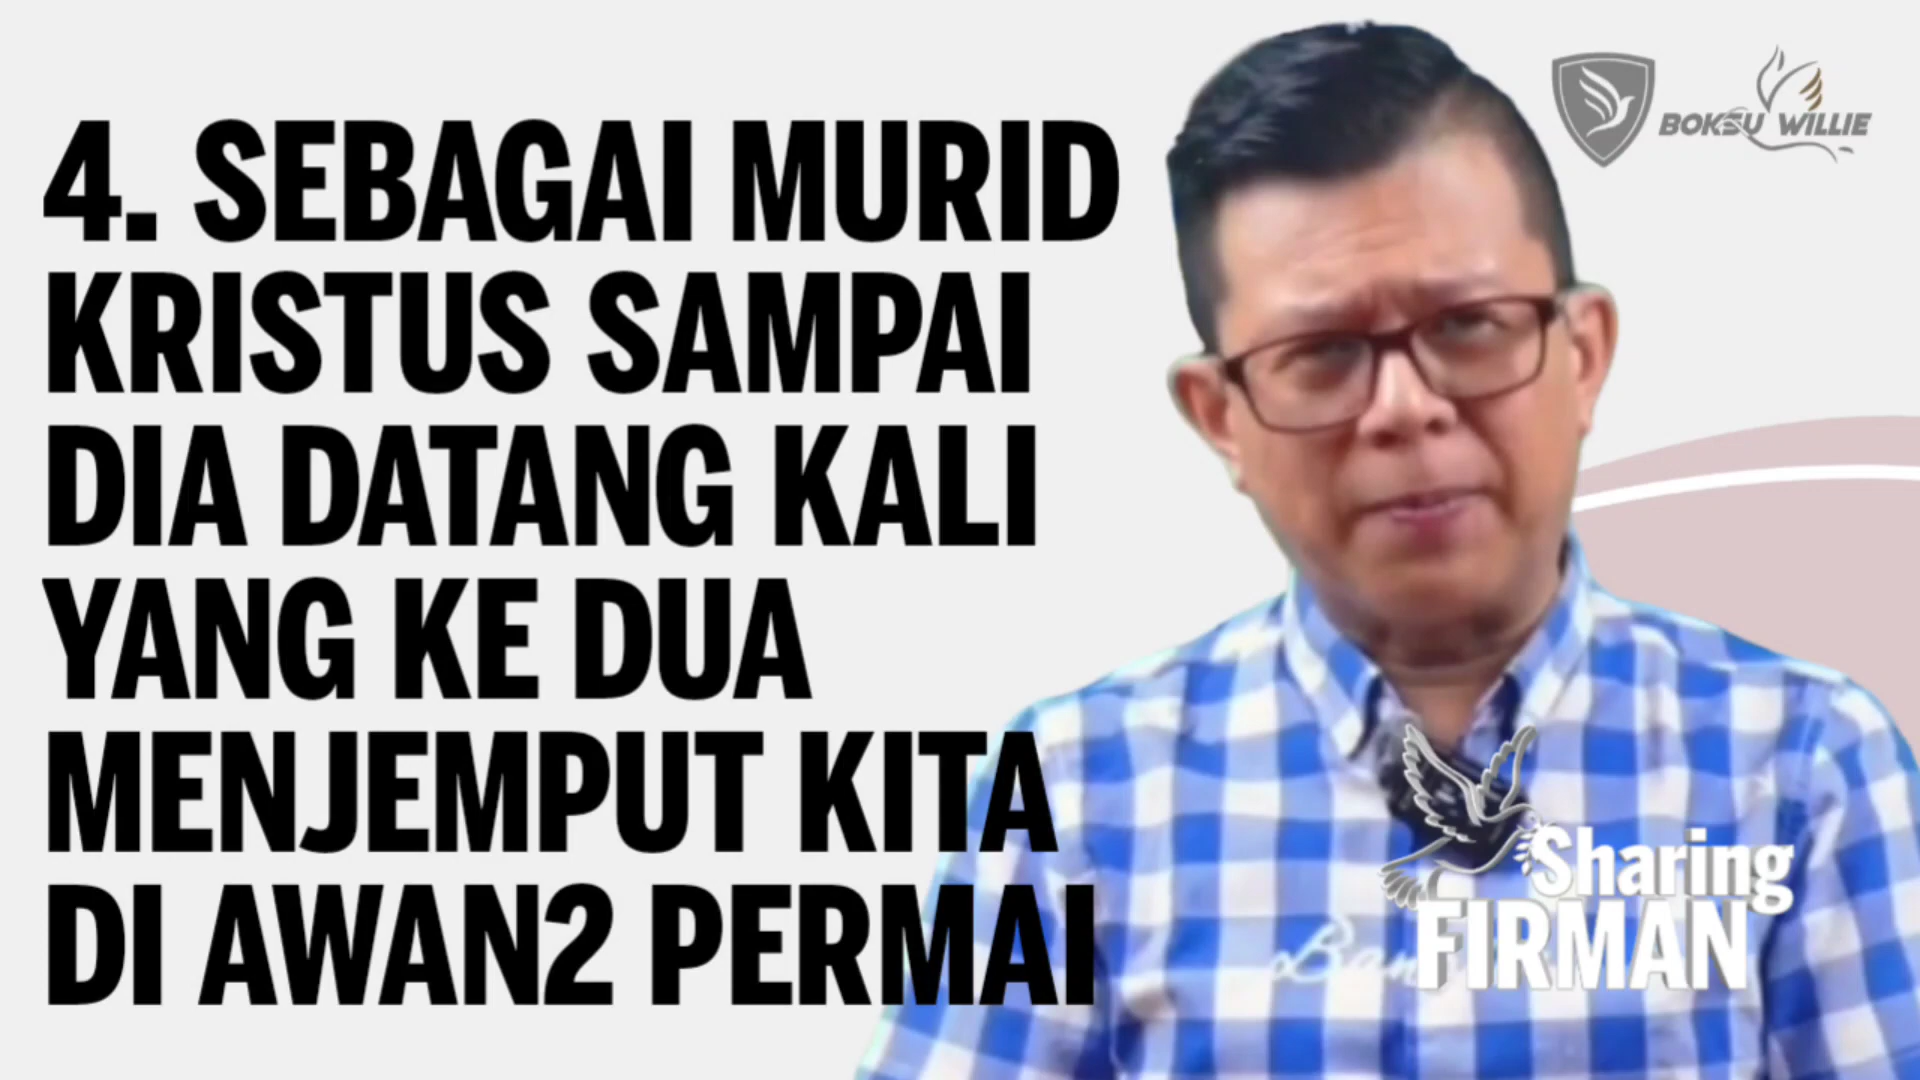 4. SEBAGAI MURID
KRISTUS SAMPAI
DIA DATANG KALI
YANG KE DUA
MENJEMPUT KITA
DI AWAN2 PERMAI
BOKSU WILLIE
Sharing
FIRMAN